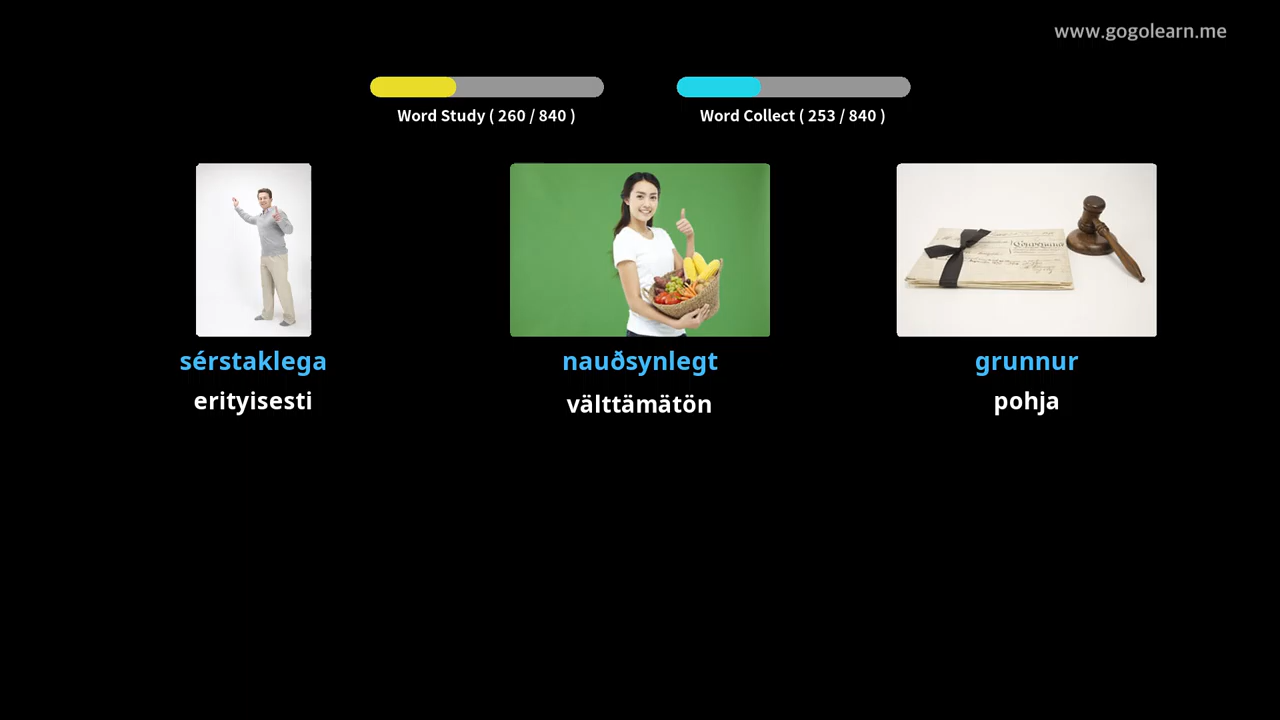 www.gogolearn.me
Word Study ( 260 / 840 )
Word Collect ( 253 / 840 )
sérstaklega
erityisesti
nauðsynlegt
välttämätön
grunnur
pohja